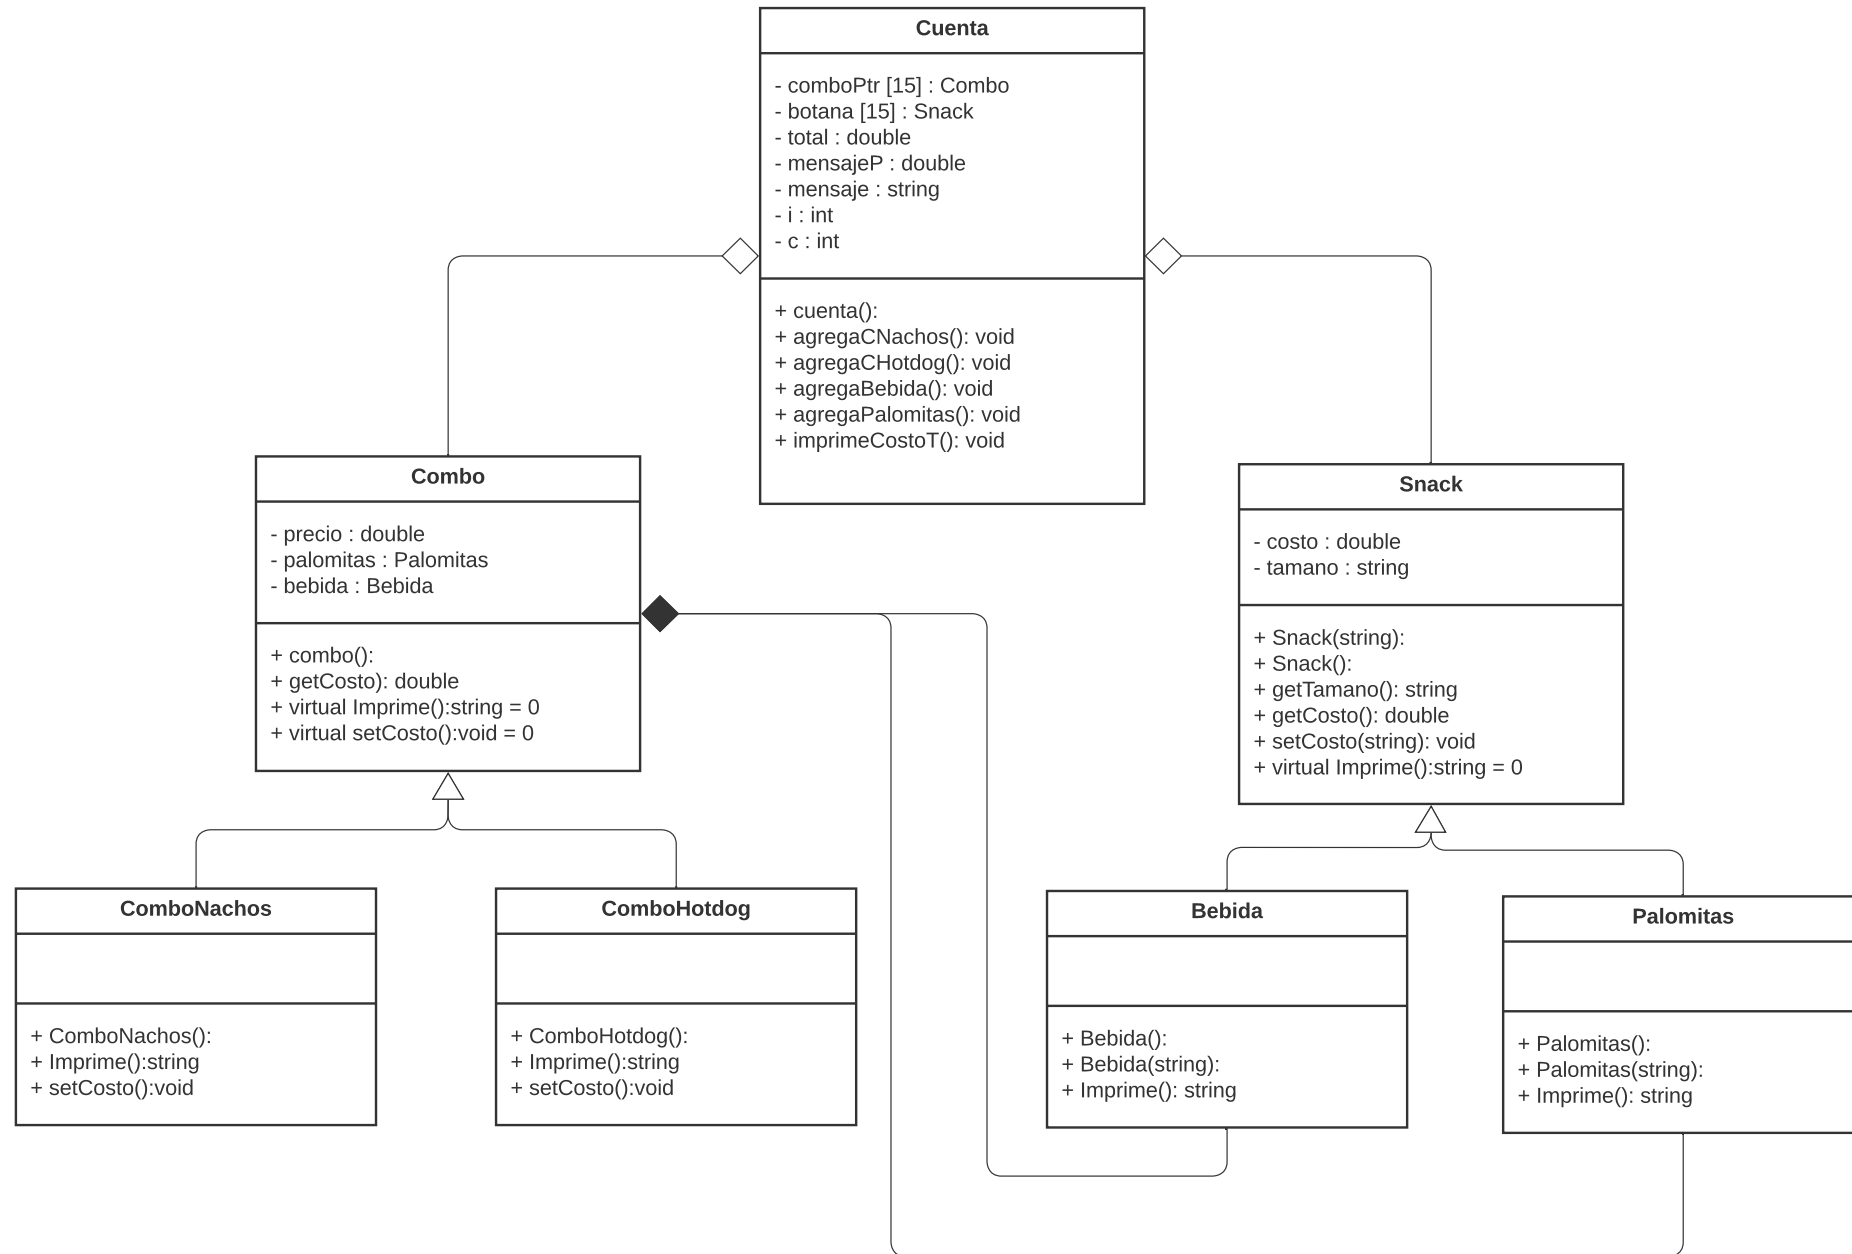 Cuenta
- comboPtr [15] : Combo
- botana [15] : Snack
- total : double
- mensajeP : double
- mensaje : string
- i : int
- c : int
+ cuenta():
+ agregaCNachos(): void
+ agregaCHotdog(): void
+ agregaBebida(): void
+ agregaPalomitas(): void
+ imprimeCostoT(): void
Combo
- precio : double
- palomitas : Palomitas
- bebida : Bebida
+ combo():
+ getCosto): double
+ virtual Imprime():string = 0
+ virtual setCosto():void = 0
Snack
- costo : double
- tamano : string
+ Snack(string):
+ Snack():
+ getTamano(): string
+ getCosto(): double
+ setCosto(string): void
+ virtual Imprime():string = 0
ComboNachos
+ ComboNachos():
+ Imprime():string
+ setCosto():void
ComboHotdog
+ ComboHotdog():
+ Imprime():string
+ setCosto():void
Bebida
+ Bebida():
+ Bebida(string):
+ Imprime(): string
Palomitas
+ Palomitas():
+ Palomitas(string):
+ Imprime(): string